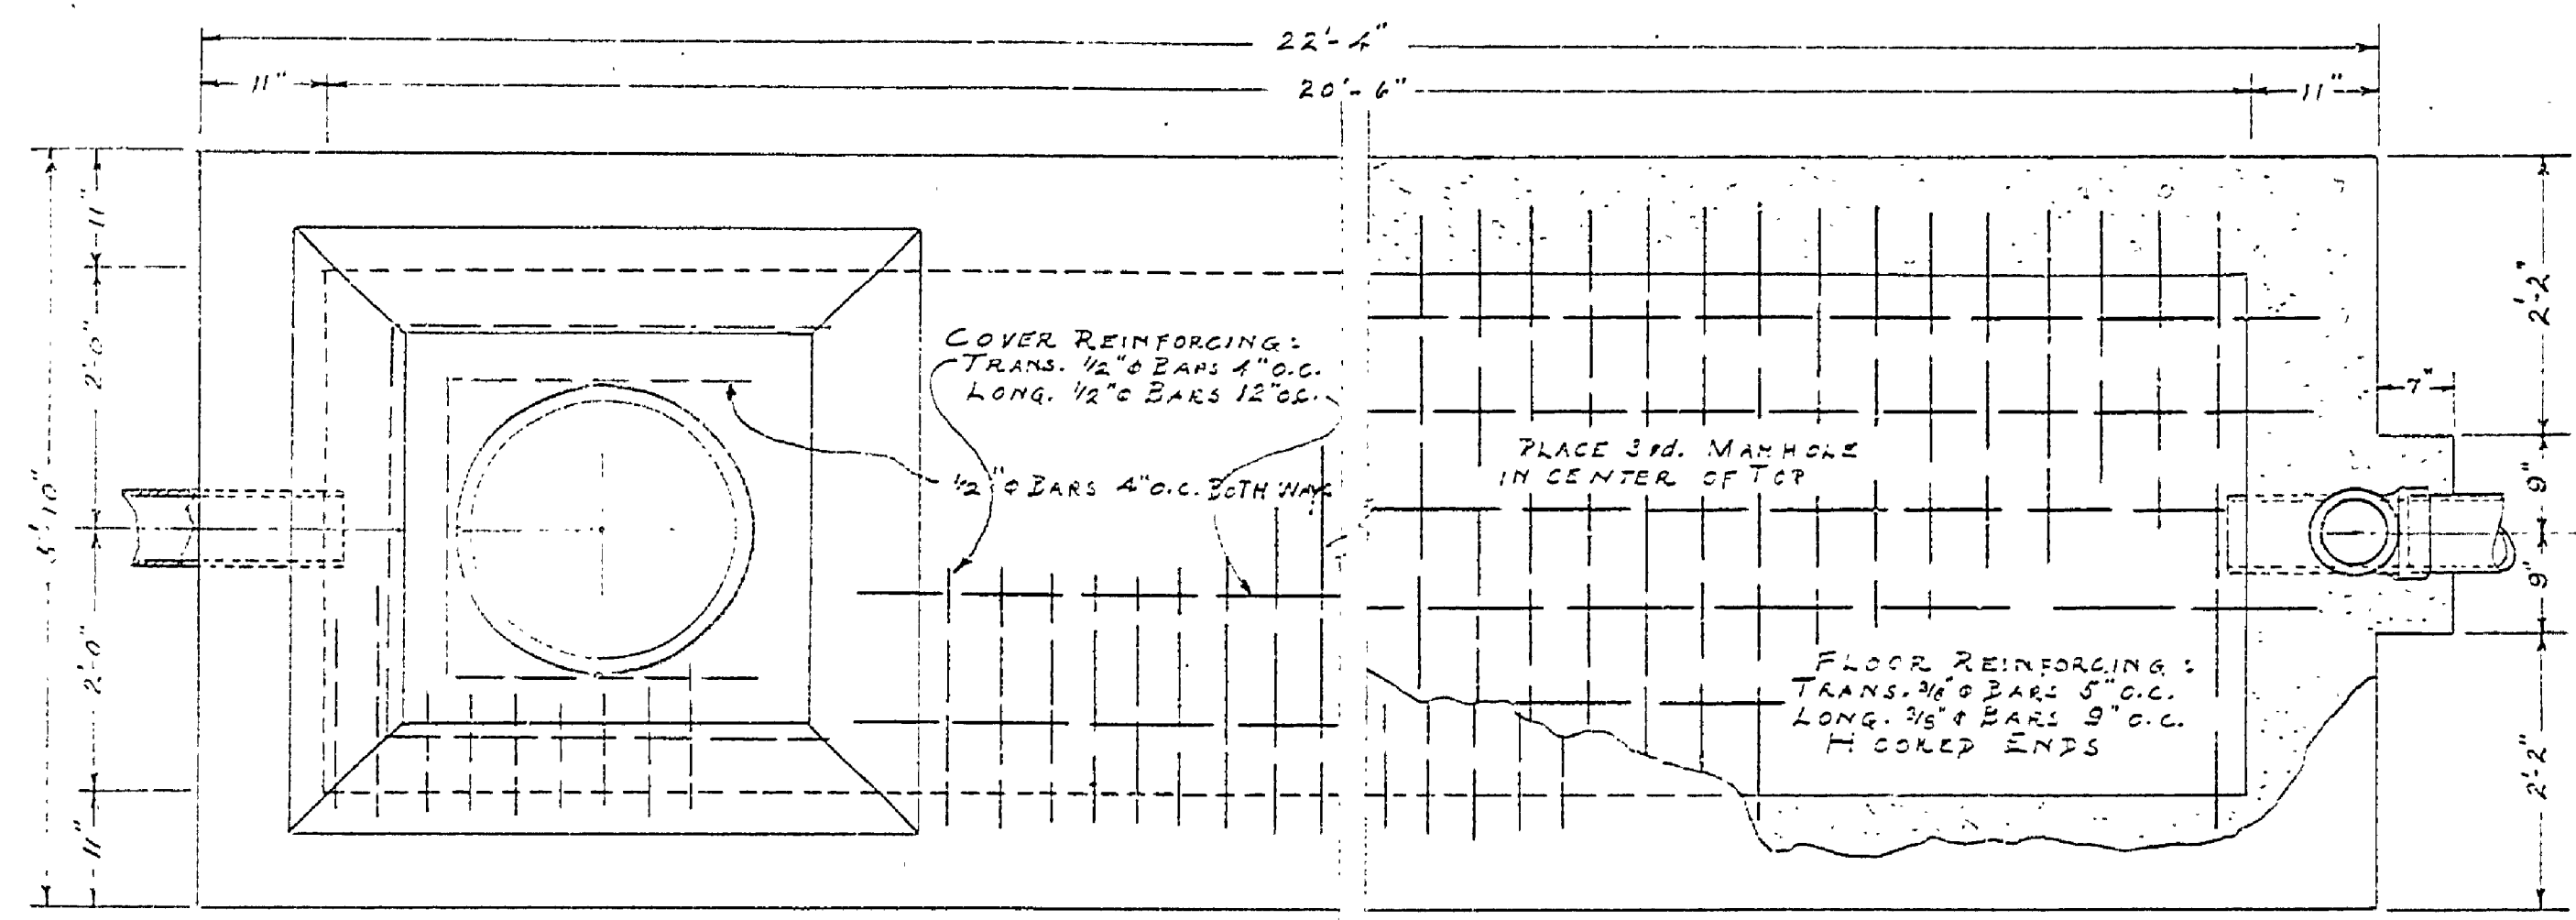 22'-4"
11"
20'-6"
11"
11"
2'-0"
5'-10"
2'-0"
11"
COVER REINFORCING:
TRANS. 1/2"φ BARS 4" O.C.
LONG. 1/2"φ BARS 12" O.C.
1/2"φ BARS 4" O.C. BOTH WAYS
PLACE 3rd. MANHOLE
IN CENTER OF TOP
FLOOR REINFORCING:
TRANS. 3/8"φ BARS 5" O.C.
LONG. 3/8"φ BARS 9" O.C.
HOOKED ENDS
2'-2"
7"
9"
9"
2'-2"